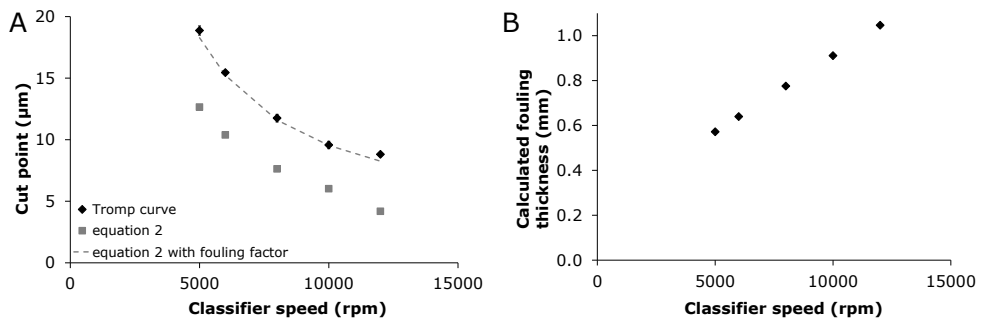 A
20
15
10
5
0
Cut point (µm)
Tromp curve
equation 2
equation 2 with fouling factor
0 5000 10000 15000
Classifier speed (rpm)
B
1.0
0.8
0.6
0.4
0.2
0.0
Calculated fouling
thickness (mm)
0 5000 10000 15000
Classifier speed (rpm)